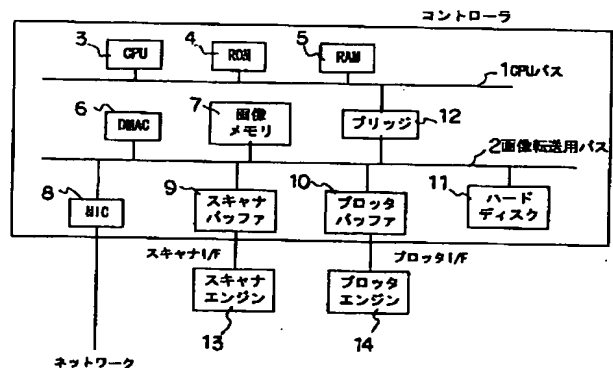 コントローラ
3 CPU
4 ROM
5 RAM
1 CPUバス
6 DMAC
7 画像
メモリ
ブリッジ 12
2 画像転送用バス
8 NIC
9 スキャナ
バッファ
10 プロッタ
バッファ
11 ハード
ディスク
スキャナI/F
プロッタI/F
スキャナ
エンジン
13
プロッタ
エンジン
14
ネットワーク